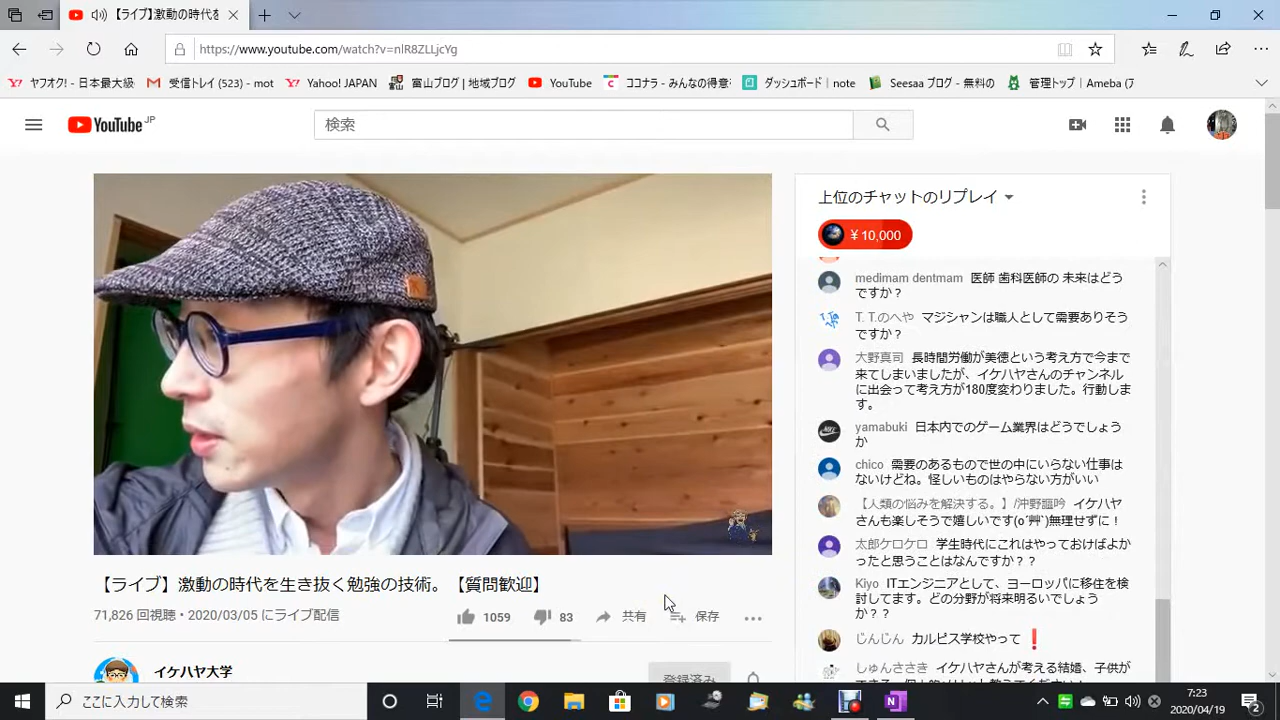 【ライブ】激動の時代を
https://www.youtube.com/watch?v=nlR8ZLLjcYg
ヤフオク! - 日本最大級
受信トレイ (523) - mot
Yahoo! JAPAN
富山ブログ | 地域ブログ
YouTube
ココナラ - みんなの得意
ダッシュボード | note
Seesaa ブログ - 無料の
管理トップ | Ameba (ア
YouTube JP
検索
上位のチャットのリプレイ
¥ 10,000
medimam dentmam 医師 歯科医師の 未来はどう
ですか？
T. T.のへや マジシャンは職人として需要ありそう
ですか？
大野真司 長時間労働が美徳という考え方で今まで
来てしまいましたが、イケハヤさんのチャンネル
に出会って考え方が180度変わりました。行動しま
す。
yamabuki 日本内でのゲーム業界はどうでしょう
か
chico 需要のあるもので世の中にいらない仕事は
ないけどね。怪しいものはやらない方がいい
【人類の悩みを解決する。】/沖野 イケハヤ
さんも楽しそうで嬉しいです(o´艸`)無理せずに！
太郎ケロケロ 学生時代にこれはやっておけばよか
ったと思うことはなんですか？？
Kiyo ITエンジニアとして、ヨーロッパに移住を検
討してます。どの分野が将来明るいでしょう
か？？
じんじん カルピス学校やって❗
しゅんささき イケハヤさんが考える結婚、子供が
【ライブ】激動の時代を生き抜く勉強の技術。【質問歓迎】
71,826 回視聴・2020/03/05 にライブ配信
1059
83
共有
保存
イケハヤ大学
登録済み
ここに入力して検索
7:23
2020/04/19
2